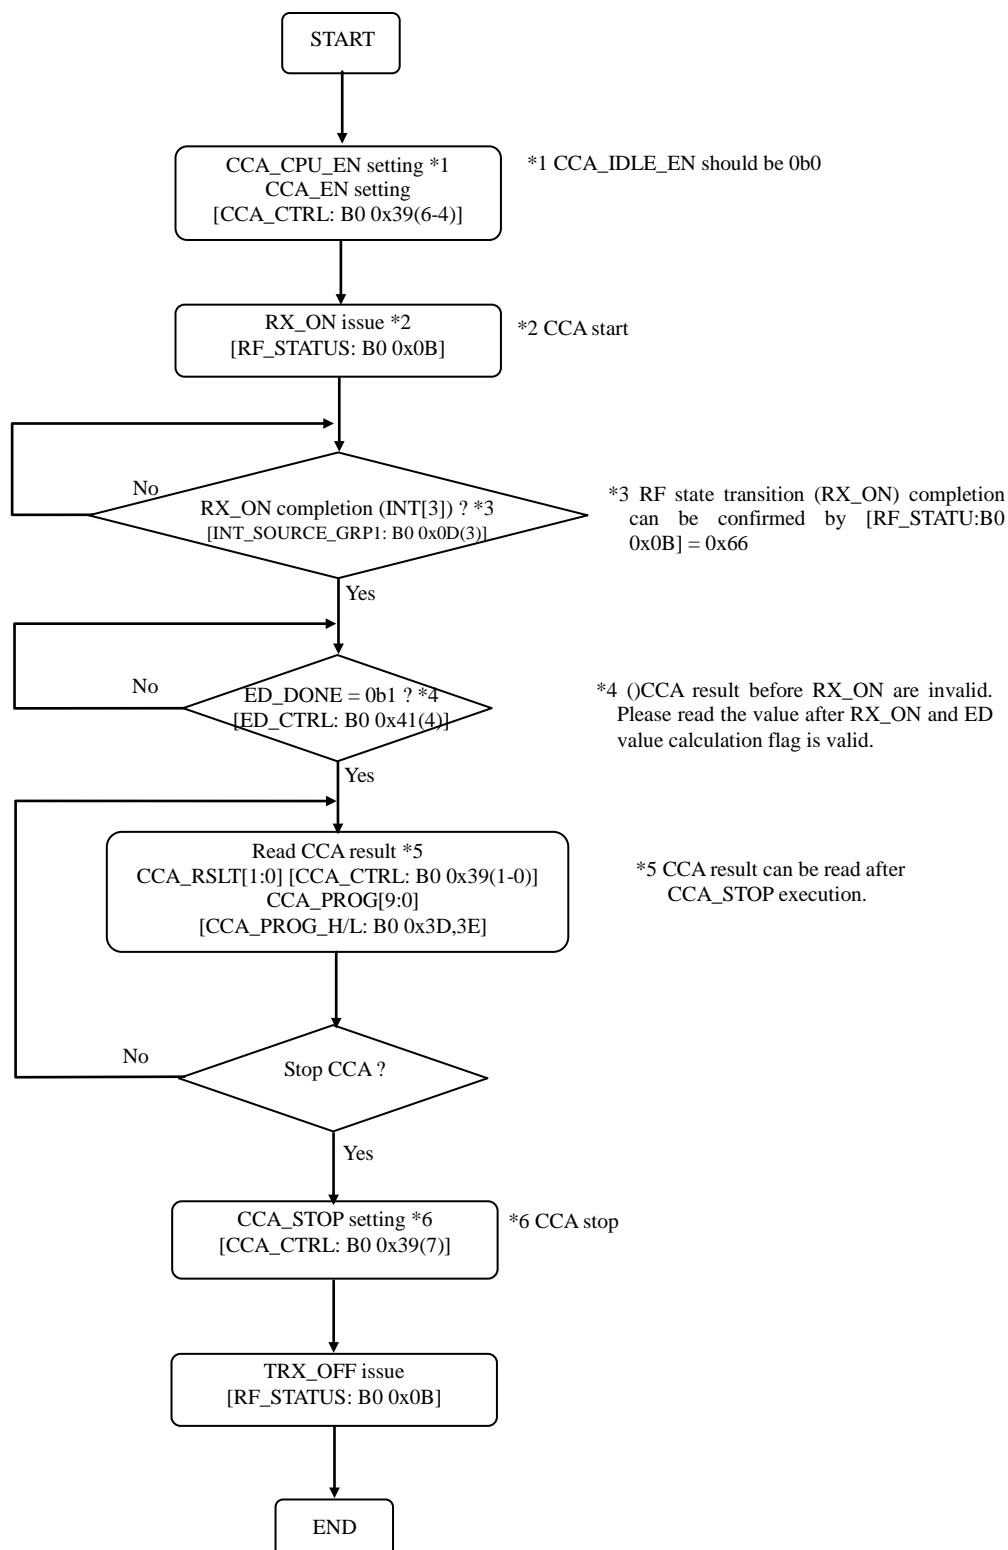 START
CCA_CPU_EN setting *1
CCA_EN setting
[CCA_CTRL: B0 0x39(6-4)]
*1 CCA_IDLE_EN should be 0b0
RX_ON issue *2
[RF_STATUS: B0 0x0B]
*2 CCA start
No
RX_ON completion (INT[3]) ? *3
[INT_SOURCE_GRP1: B0 0x0D(3)]
*3 RF state transition (RX_ON) completion
can be confirmed by [RF_STATU:B0
0x0B] = 0x66
Yes
No
ED_DONE = 0b1 ? *4
[ED_CTRL: B0 0x41(4)]
*4 ()CCA result before RX_ON are invalid.
Please read the value after RX_ON and ED
value calculation flag is valid.
Yes
Read CCA result *5
CCA_RSLT[1:0] [CCA_CTRL: B0 0x39(1-0)]
CCA_PROG[9:0]
[CCA_PROG_H/L: B0 0x3D,3E]
*5 CCA result can be read after
CCA_STOP execution.
No
Stop CCA ?
Yes
CCA_STOP setting *6
[CCA_CTRL: B0 0x39(7)]
*6 CCA stop
TRX_OFF issue
[RF_STATUS: B0 0x0B]
END